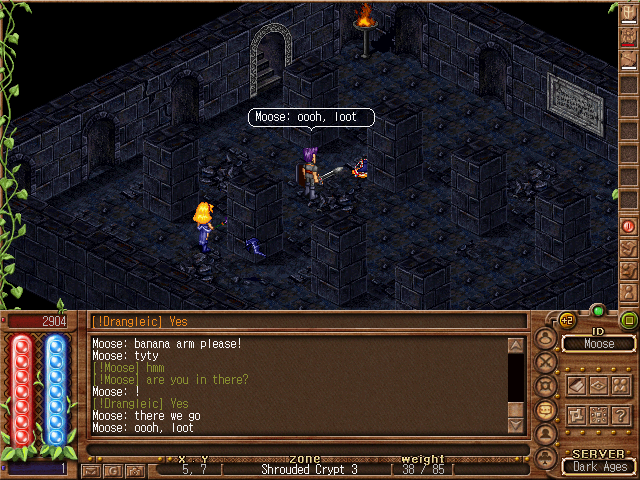 Moose: oooh, loot
2904
[!Drangleic] Yes
+2
ID
Moose
Moose: banana arm please!
Moose: tyty
[!Moose] hmm
[!Moose] are you in there?
Moose: !
[!Drangleic] Yes
Moose: there we go
Moose: oooh, loot
1
X Y
ZONE
weight
5, 7
Shrouded Crypt 3
38 / 85
SERVER
Dark Ages